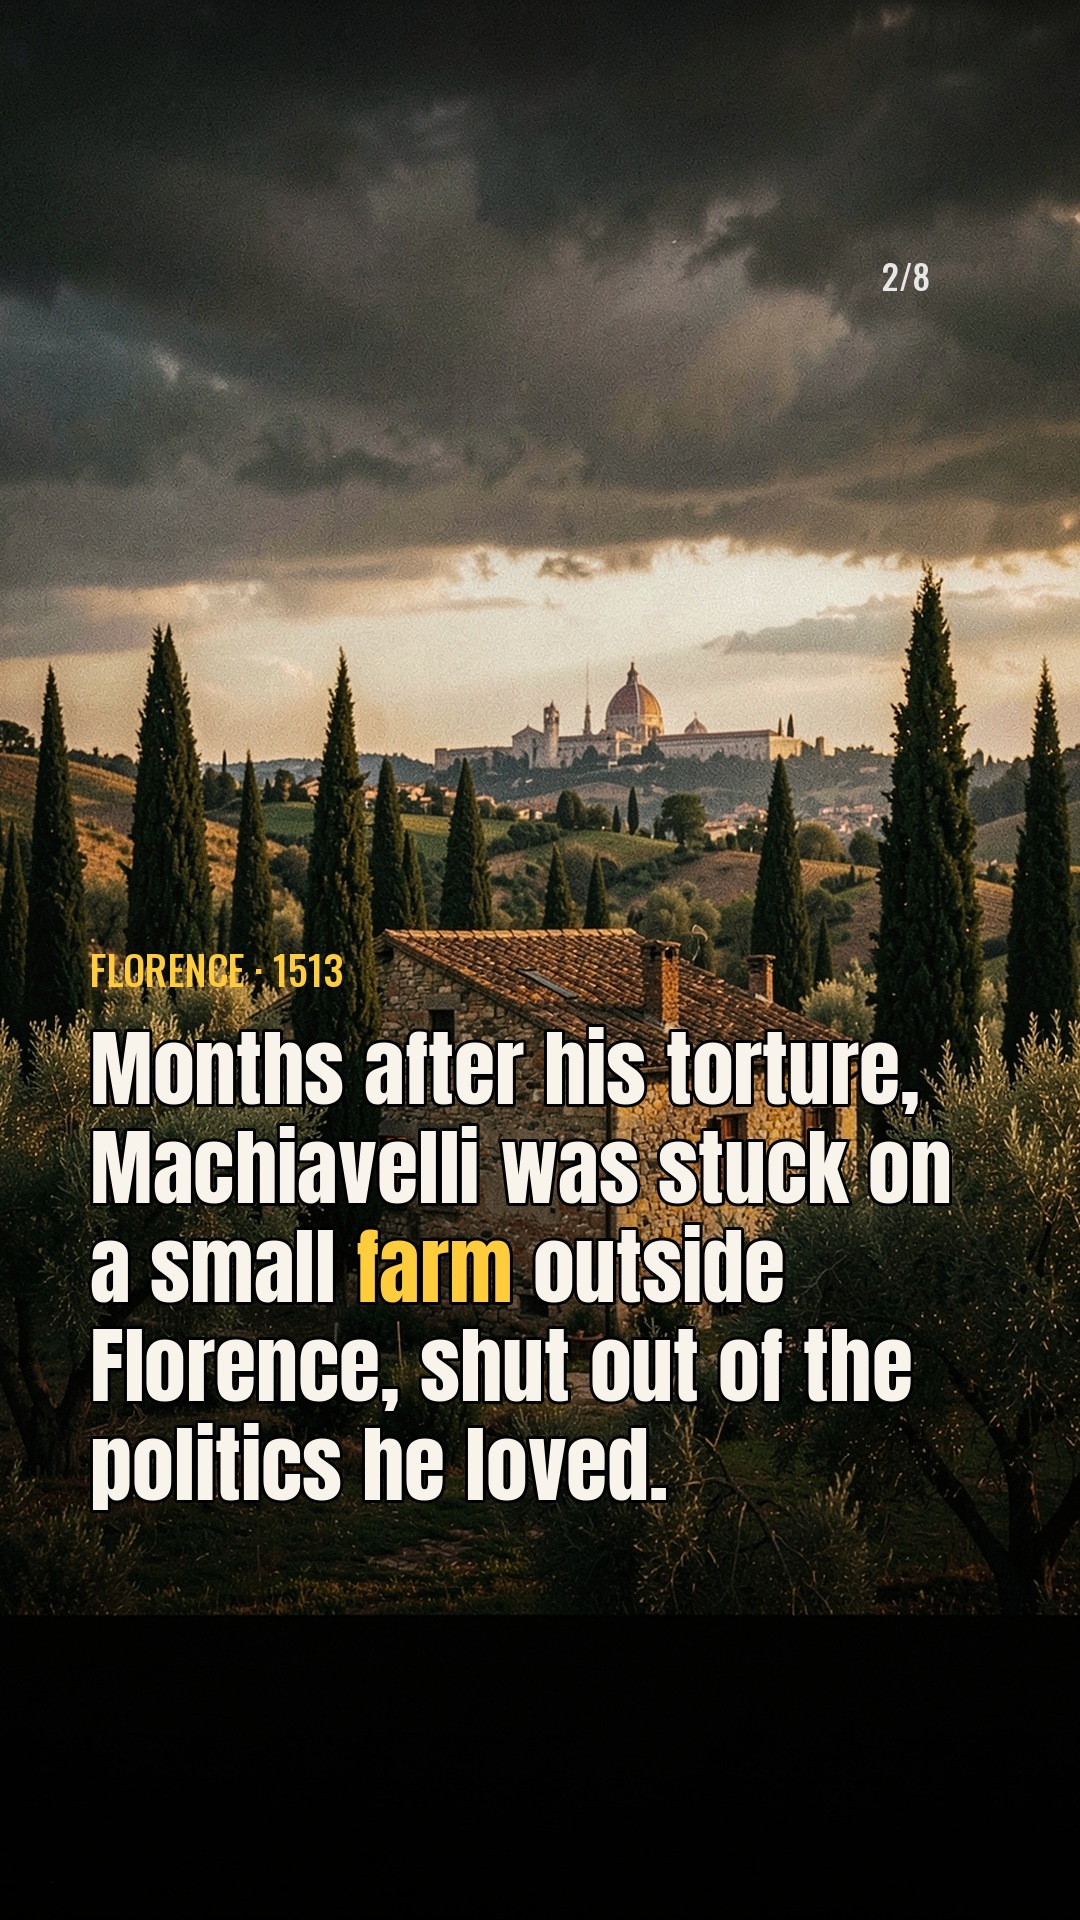 2/8
FLORENCE · 1513
Months after his torture,
Machiavelli was stuck on
a small farm outside
Florence, shut out of the
politics he loved.